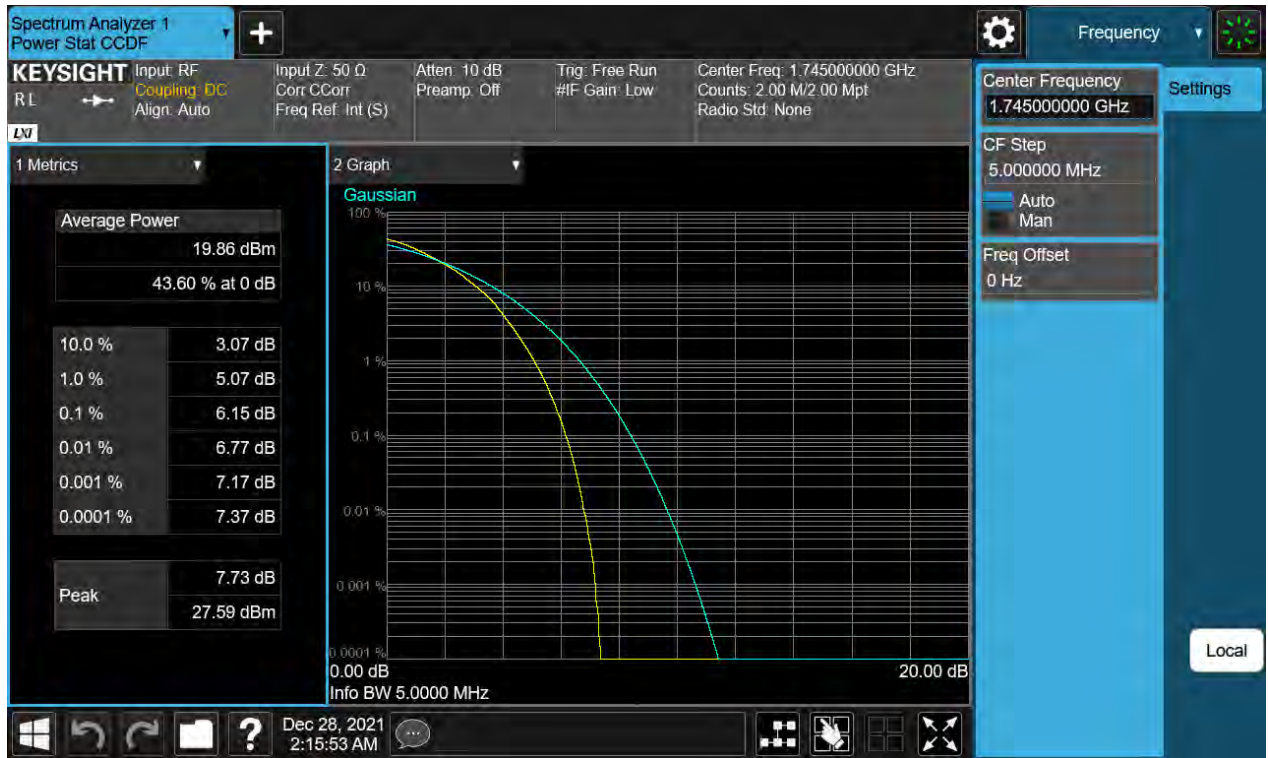 Spectrum Analyzer 1
Power Stat CCDF
+
Frequency
KEYSIGHT
RL
LXI
Input: RF
Coupling: DC
Align: Auto
Input Z: 50 Ω
Corr CCorr
Freq Ref: Int (S)
Atten: 10 dB
Preamp: Off
Trig: Free Run
#IF Gain: Low
Center Freq: 1.745000000 GHz
Counts: 2.00 M/2.00 Mpt
Radio Std: None
Center Frequency
1.745000000 GHz
Settings
CF Step
5.000000 MHz
Auto
Man
Freq Offset
0 Hz
1 Metrics
Average Power
19.86 dBm
43.60 % at 0 dB
10.0 % 3.07 dB
1.0 % 5.07 dB
0.1 % 6.15 dB
0.01 % 6.77 dB
0.001 % 7.17 dB
0.0001 % 7.37 dB
Peak
7.73 dB
27.59 dBm
2 Graph
Gaussian
100 %
10 %
1 %
0.1 %
0.01 %
0.001 %
0.0001 %
0.00 dB 20.00 dB
Info BW 5.0000 MHz
Local
?
Dec 28, 2021
2:15:53 AM